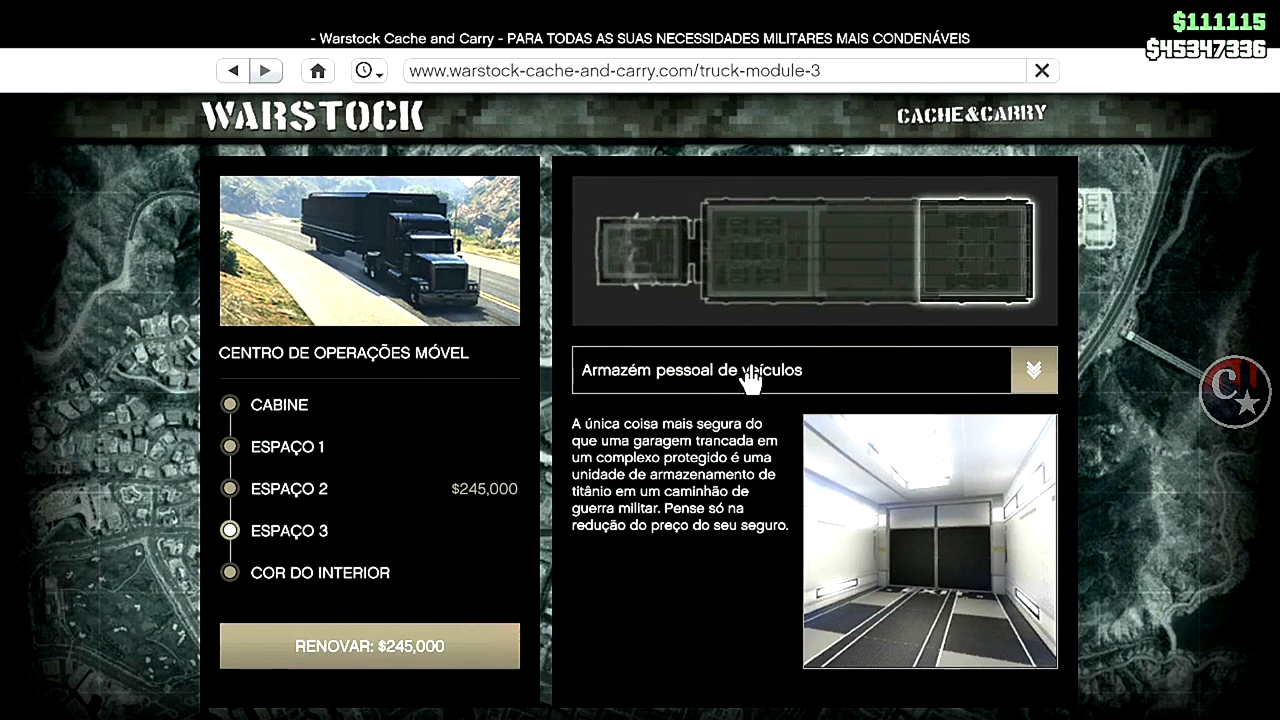 $111115
- Warstock Cache and Carry - PARA TODAS AS SUAS NECESSIDADES MILITARES MAIS CONDENÁVEIS
$45347336
www.warstock-cache-and-carry.com/truck-module-3
WARSTOCK
CACHE&CARRY
CENTRO DE OPERAÇÕES MÓVEL
CABINE
ESPAÇO 1
ESPAÇO 2 $245,000
ESPAÇO 3
COR DO INTERIOR
RENOVAR: $245,000
Armazém pessoal de veículos
A única coisa mais segura do
que uma garagem trancada em
um complexo protegido é uma
unidade de armazenamento de
titânio em um caminhão de
guerra militar. Pense só na
redução do preço do seu seguro.
C